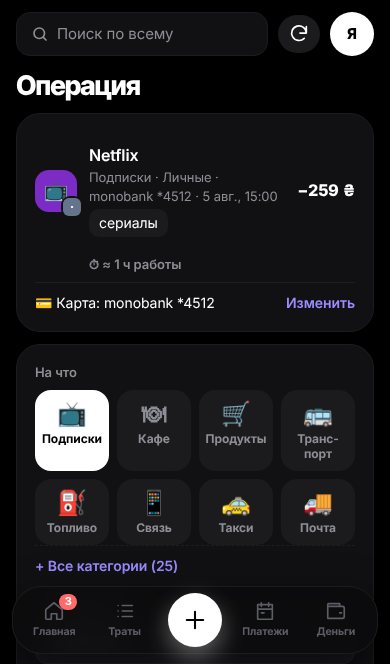 Поиск по всему
Я
Операция
Netflix
Подписки · Личные ·
monobank *4512 · 5 авг., 15:00
−259 ₴
сериалы
≈ 1 ч работы
Карта: monobank *4512
Изменить
На что
Подписки
Кафе
Продукты
Транс-
порт
Топливо
Связь
Такси
Почта
+ Все категории (25)
3
Главная
Траты
Платежи
Деньги